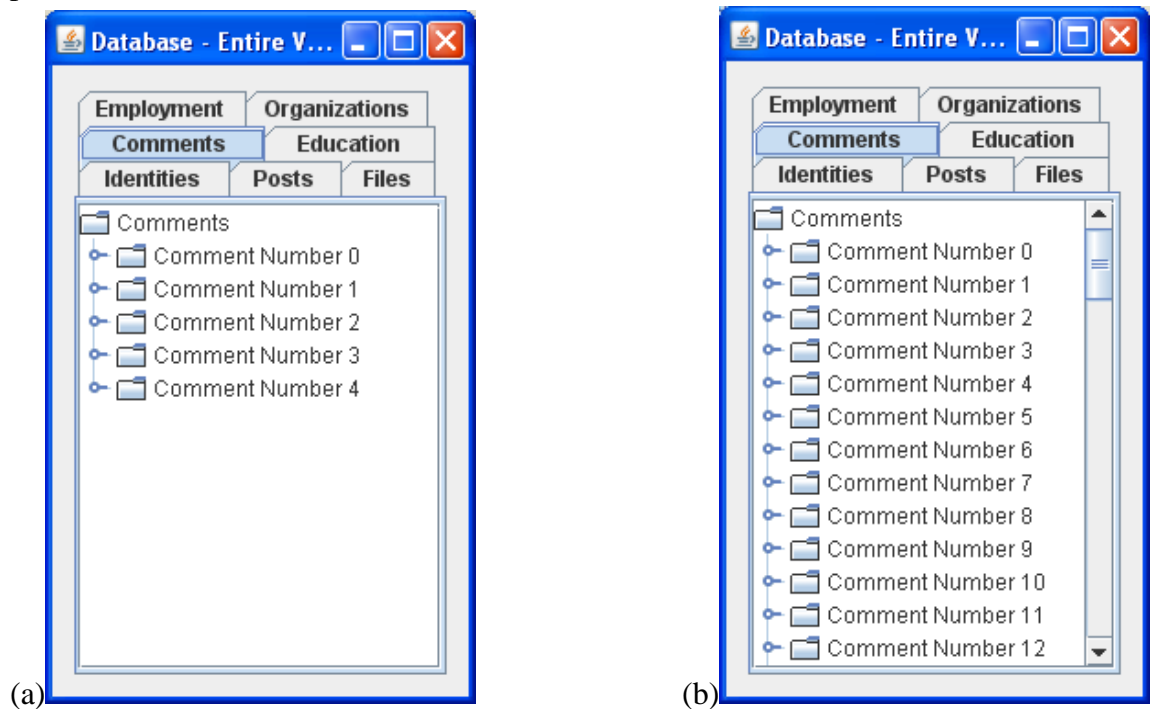 Database - Entire V...
Employment Organizations
Comments Education
Identities Posts Files
Comments
Comment Number 0
Comment Number 1
Comment Number 2
Comment Number 3
Comment Number 4
(a)
Database - Entire V...
Employment Organizations
Comments Education
Identities Posts Files
Comments
Comment Number 0
Comment Number 1
Comment Number 2
Comment Number 3
Comment Number 4
Comment Number 5
Comment Number 6
Comment Number 7
Comment Number 8
Comment Number 9
Comment Number 10
Comment Number 11
Comment Number 12
(b)